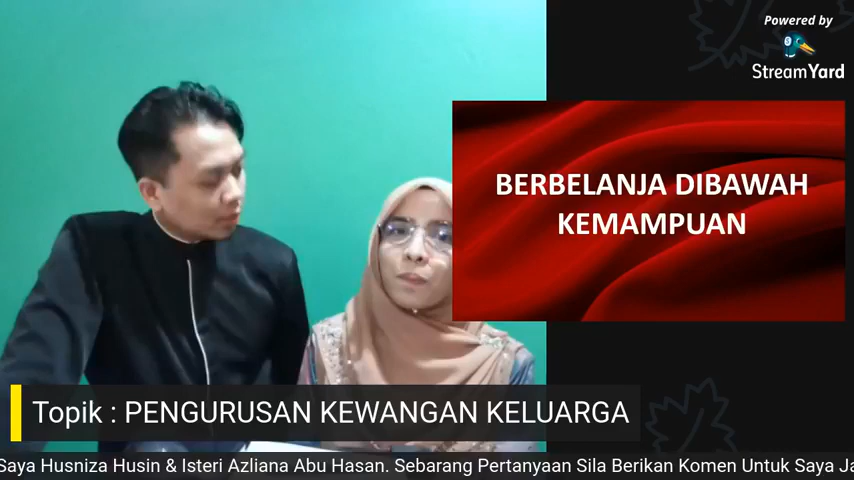 Powered by
StreamYard
BERBELANJA DIBAWAH
KEMAMPUAN
Topik : PENGURUSAN KEWANGAN KELUARGA
Saya Husniza Husin & Isteri Azliana Abu Hasan. Sebarang Pertanyaan Sila Berikan Komen Untuk Saya Ja